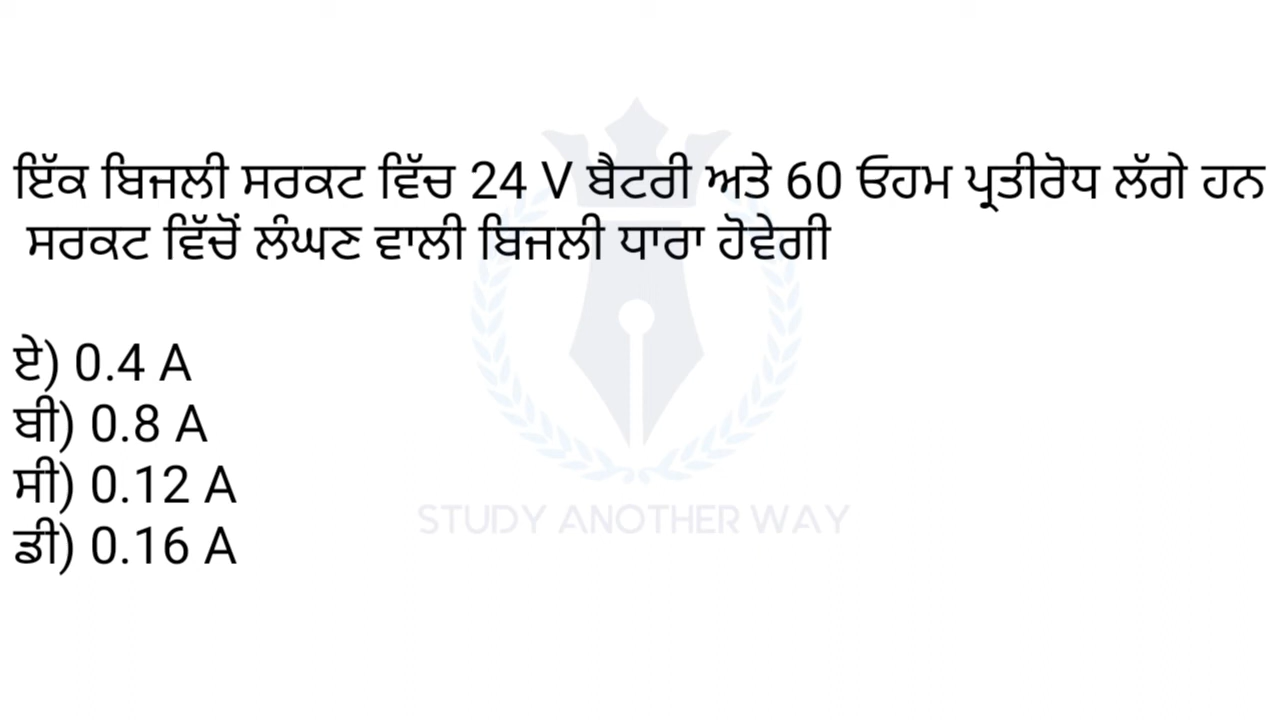 ਇੱਕ ਬਿਜਲੀ ਸਰਕਟ ਵਿੱਚ 24 V ਬੈਟਰੀ ਅਤੇ 60 ਓਹਮ ਪ੍ਰਤੀਰੋਧ ਲੱਗੇ ਹਨ
ਸਰਕਟ ਵਿੱਚੋਂ ਲੰਘਣ ਵਾਲੀ ਬਿਜਲੀ ਧਾਰਾ ਹੋਵੇਗੀ
ਏ) 0.4 A
ਬੀ) 0.8 A
ਸੀ) 0.12 A
ਡੀ) 0.16 A
STUDY ANOTHER WAY